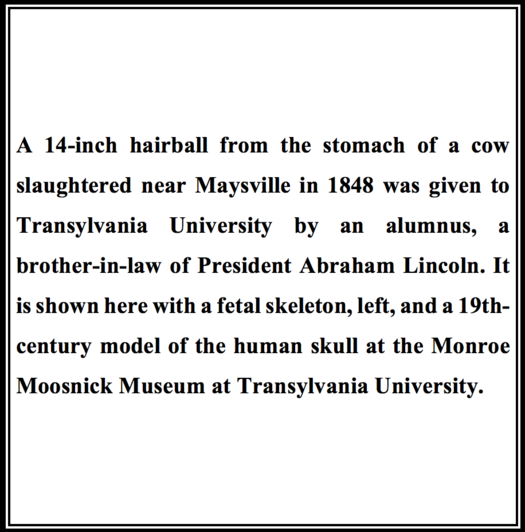 A 14-inch hairball from the stomach of a cow
slaughtered near Maysville in 1848 was given to
Transylvania University by an alumnus, a
brother-in-law of President Abraham Lincoln. It
is shown here with a fetal skeleton, left, and a 19th-
century model of the human skull at the Monroe
Moosnick Museum at Transylvania University.